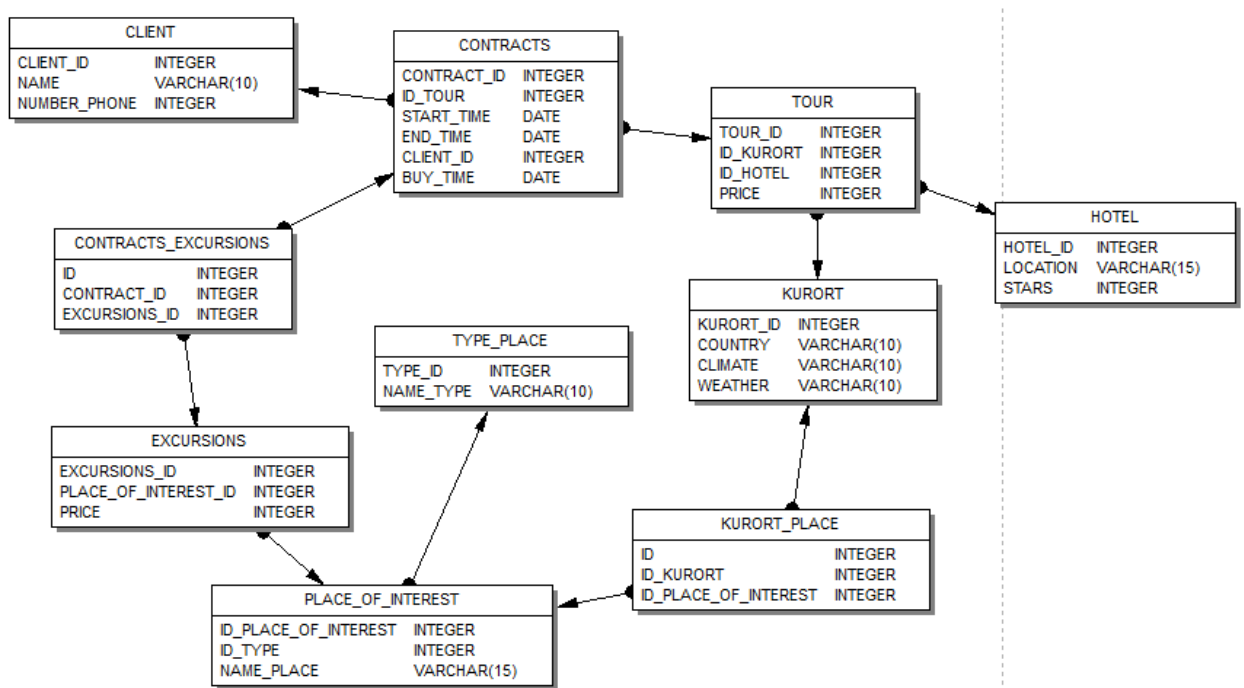 CLIENT
CLIENT_ID INTEGER
NAME VARCHAR(10)
NUMBER_PHONE INTEGER
CONTRACTS
CONTRACT_ID INTEGER
ID_TOUR INTEGER
START_TIME DATE
END_TIME DATE
CLIENT_ID INTEGER
BUY_TIME DATE
TOUR
TOUR_ID INTEGER
ID_KURORT INTEGER
ID_HOTEL INTEGER
PRICE INTEGER
HOTEL
HOTEL_ID INTEGER
LOCATION VARCHAR(15)
STARS INTEGER
CONTRACTS_EXCURSIONS
ID INTEGER
CONTRACT_ID INTEGER
EXCURSIONS_ID INTEGER
KURORT
KURORT_ID INTEGER
COUNTRY VARCHAR(10)
CLIMATE VARCHAR(10)
WEATHER VARCHAR(10)
TYPE_PLACE
TYPE_ID INTEGER
NAME_TYPE VARCHAR(10)
EXCURSIONS
EXCURSIONS_ID INTEGER
PLACE_OF_INTEREST_ID INTEGER
PRICE INTEGER
KURORT_PLACE
ID INTEGER
ID_KURORT INTEGER
ID_PLACE_OF_INTEREST INTEGER
PLACE_OF_INTEREST
ID_PLACE_OF_INTEREST INTEGER
ID_TYPE INTEGER
NAME_PLACE VARCHAR(15)